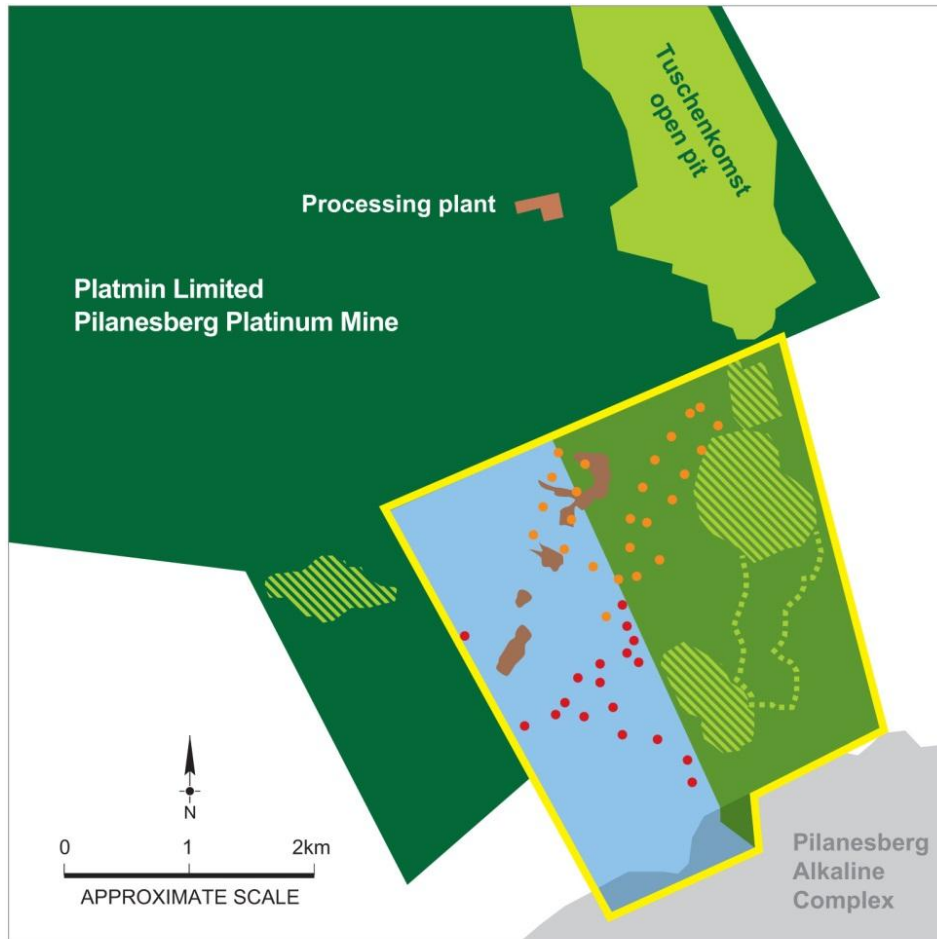 Tuschenkomst
open pit
Processing plant
Platmin Limited
Pilanesberg Platinum Mine
N
0 1 2km
APPROXIMATE SCALE
Pilanesberg
Alkaline
Complex